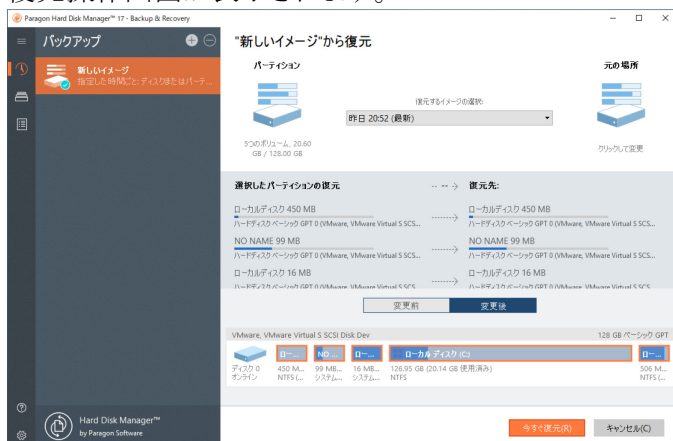 Paragon Hard Disk Manager™ 17 - Backup & Recovery
バックアップ
新しいイメージ
指定した時間ごと: ディスクまたはパーテ...
Hard Disk Manager™
by Paragon Software
"新しいイメージ"から復元
パーティション
5つのボリューム, 20.60
GB / 128.00 GB
復元するイメージの選択:
昨日 20:52 (最新)
元の場所
クリックして変更
選択したパーティションの復元
復元先:
ローカルディスク 450 MB
ハードディスク ベーシック GPT 0 (VMware, VMware Virtual S SCS...
ローカルディスク 450 MB
ハードディスク ベーシック GPT 0 (VMware, VMware Virtual S SCS...
NO NAME 99 MB
ハードディスク ベーシック GPT 0 (VMware, VMware Virtual S SCS...
NO NAME 99 MB
ハードディスク ベーシック GPT 0 (VMware, VMware Virtual S SCS...
ローカルディスク 16 MB
ハードディスク ベーシック GPT 0 (VMware, VMware Virtual S SCS...
ローカルディスク 16 MB
ハードディスク ベーシック GPT 0 (VMware, VMware Virtual S SCS...
変更前
変更後
VMware, VMware Virtual S SCSI Disk Dev
128 GB ベーシック GPT
ディスク 0
オンライン
ロー...
450 M...
NTFS (...
NO ...
99 MB...
システム...
ロー...
16 MB...
システム...
ローカル ディスク (C:)
126.95 GB (20.14 GB 使用済み)
NTFS
ロー...
506 M...
NTFS (...
今すぐ復元(R)
キャンセル(C)